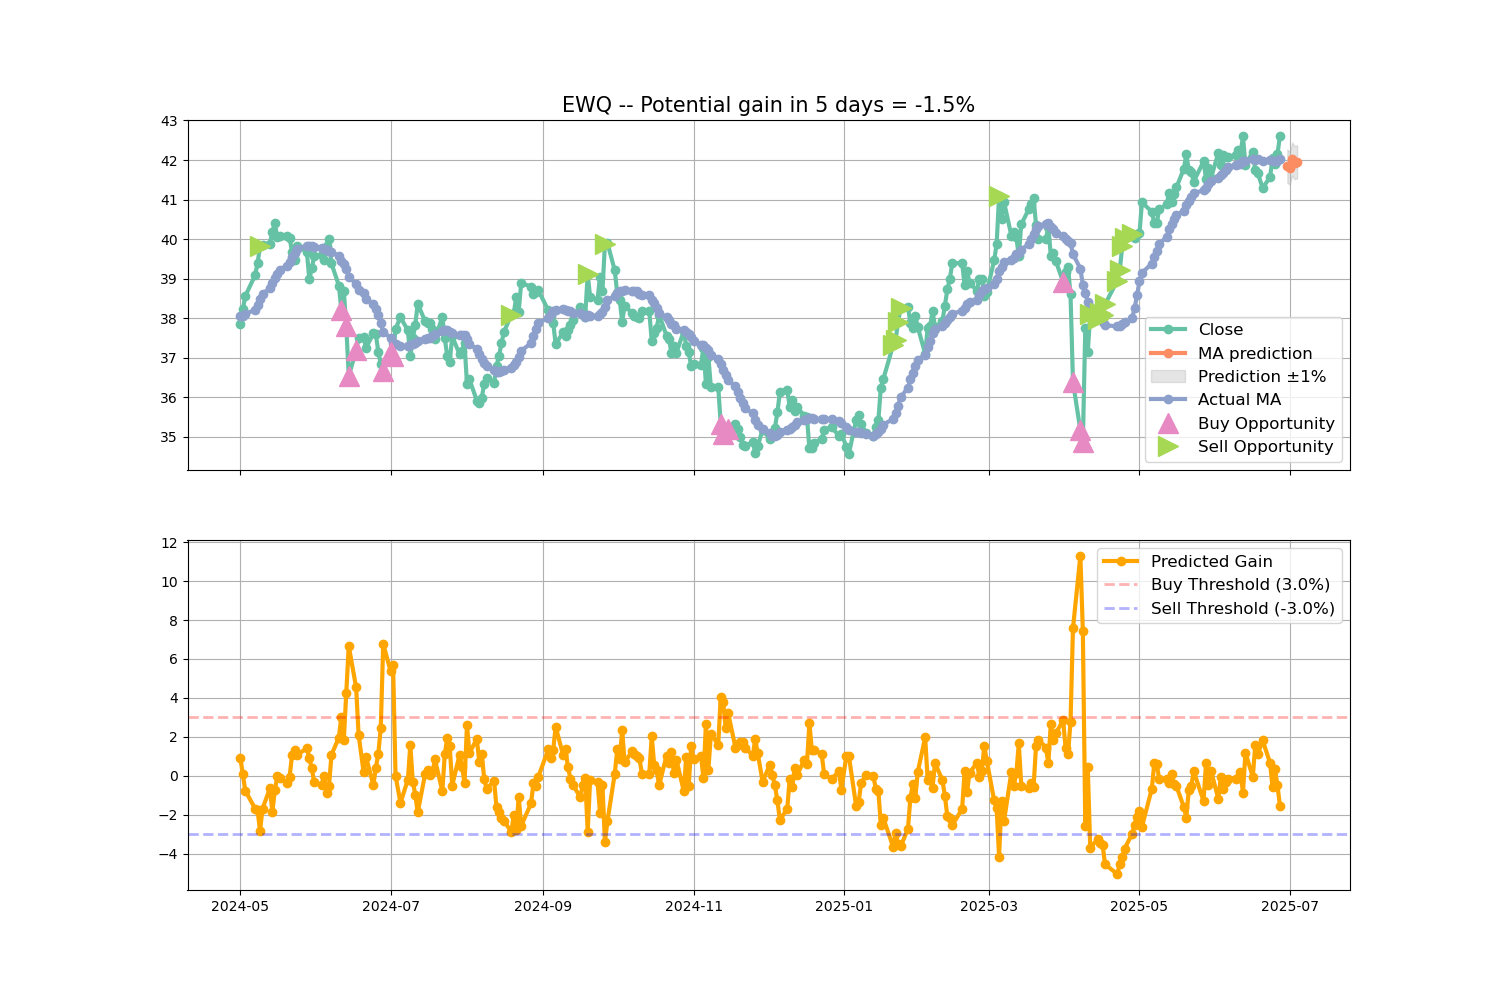 EWQ -- Potential gain in 5 days = -1.5%
43
42
41
40
39
38
37
36
35
Close
MA prediction
Prediction ±1%
Actual MA
Buy Opportunity
Sell Opportunity
12
10
8
6
4
2
0
−2
−4
Predicted Gain
Buy Threshold (3.0%)
Sell Threshold (-3.0%)
2024-05 2024-07 2024-09 2024-11 2025-01 2025-03 2025-05 2025-07